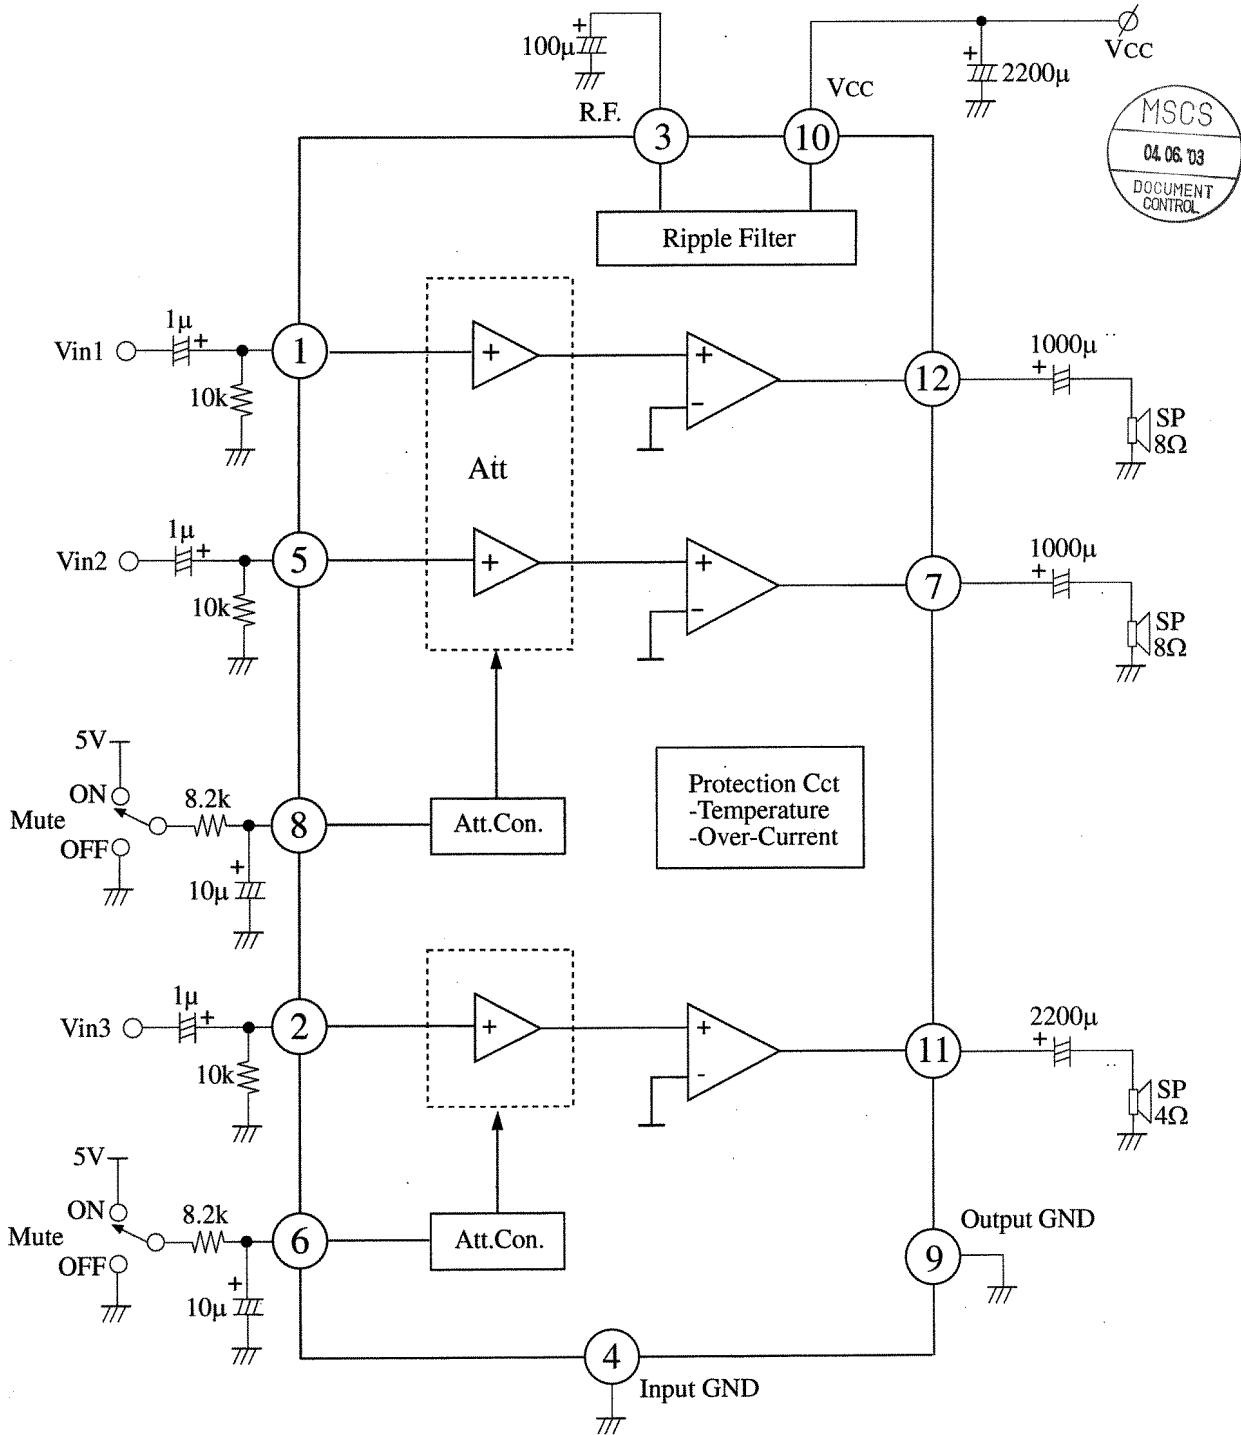 100μ
+
R.F.
3
VCC
10
+
2200μ
VCC
MSCS
04. 06. '03
DOCUMENT
CONTROL
Ripple Filter
Vin1
1μ
+
10k
1
+
+
-
12
1000μ
+
SP
8Ω
Att
Vin2
1μ
+
10k
5
+
+
-
7
1000μ
+
SP
8Ω
5V
ON
Mute
OFF
8.2k
+
10μ
8
Att.Con.
Protection Cct
-Temperature
-Over-Current
Vin3
1μ
+
10k
2
+
+
-
11
2200μ
+
SP
4Ω
5V
ON
Mute
OFF
8.2k
+
10μ
6
Att.Con.
Output GND
9
4
Input GND